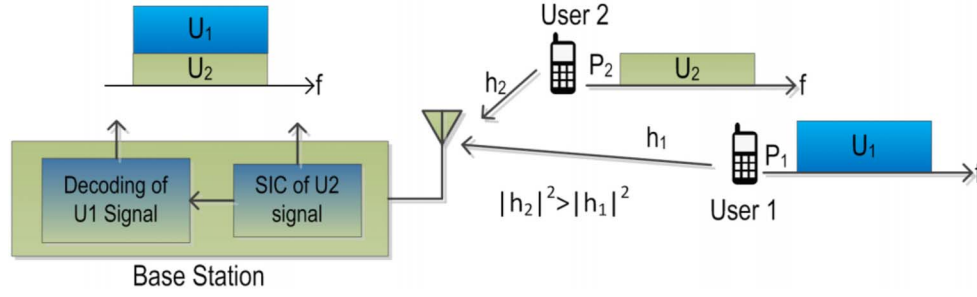 U₁
U₂
f
User 2
P₂
U₂
f
h₂
h₁
P₁
U₁
f
|h₂|²>|h₁|²
User 1
Decoding of
U1 Signal
SIC of U2
signal
Base Station